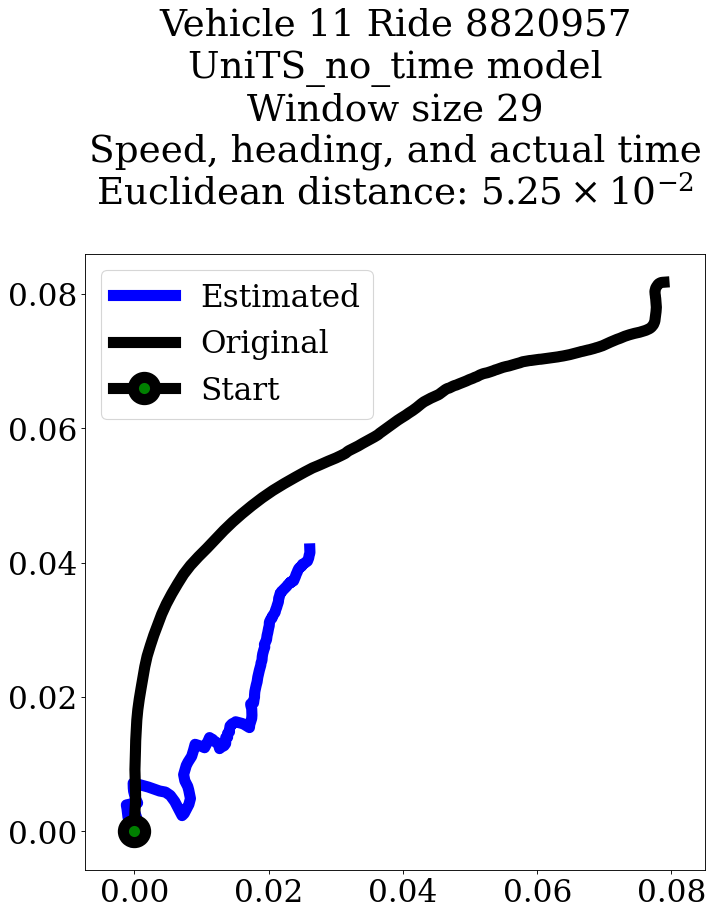 Vehicle 11 Ride 8820957
UniTS_no_time model
Window size 29
Speed, heading, and actual time
Euclidean distance: 5.25 × 10⁻²
Estimated
Original
Start
0.08
0.06
0.04
0.02
0.00
0.00 0.02 0.04 0.06 0.08